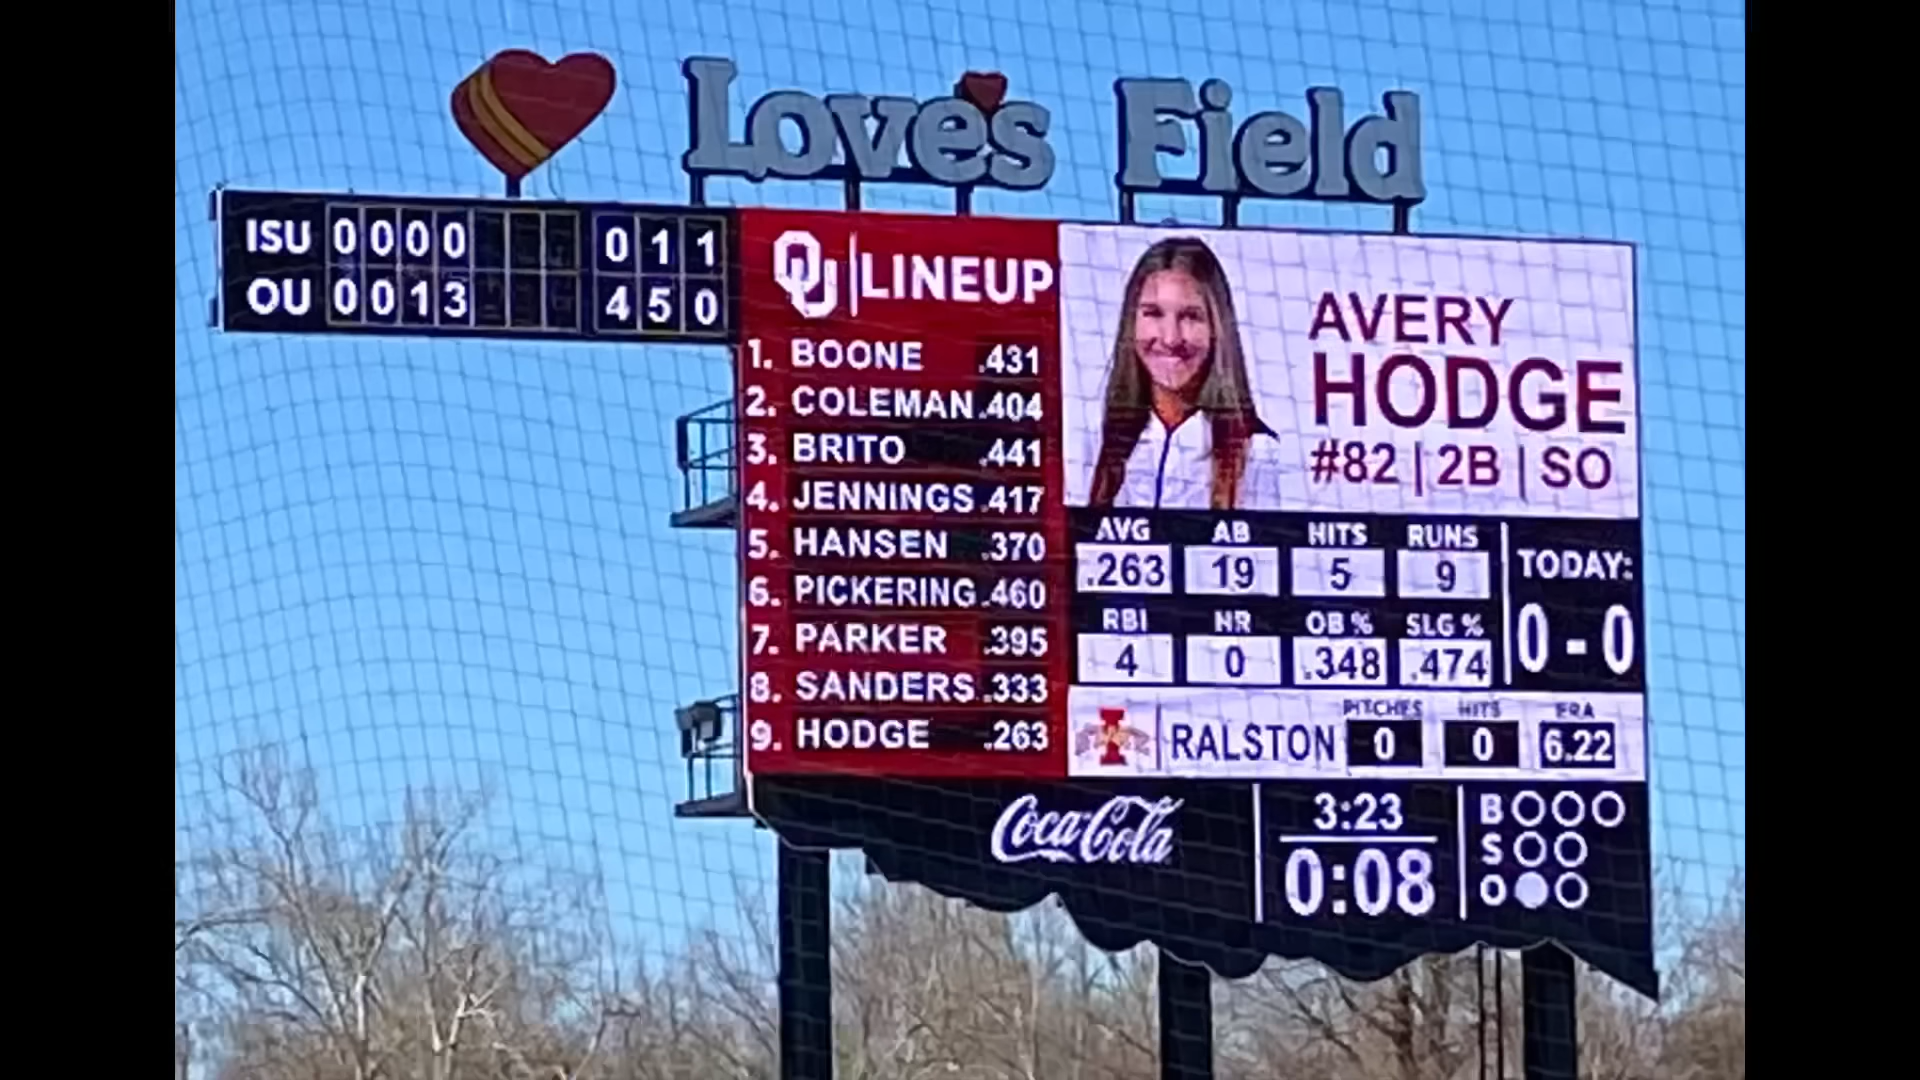 Love's Field
ISU 0 0 0 0 0 1 1
OU 0 0 1 3 4 5 0
OU LINEUP
1. BOONE .431
2. COLEMAN .404
3. BRITO .441
4. JENNINGS .417
5. HANSEN .370
6. PICKERING .460
7. PARKER .395
8. SANDERS .333
9. HODGE .263
AVERY
HODGE
#82 | 2B | SO
AVG AB HITS RUNS
.263 19 5 9
RBI HR OB % SLG %
4 0 .348 .474
TODAY:
0 - 0
PITCHES HITS ERA
I RALSTON 0 0 6.22
Coca-Cola
3:23
0:08
B
S
O